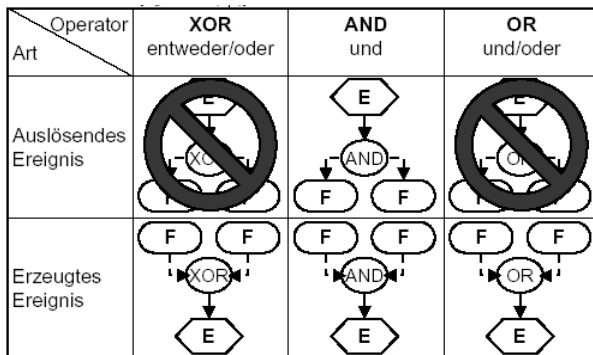 Operator
Art
XOR
entweder/oder
AND
und
OR
und/oder
Auslösendes
Ereignis
E
XOR
F F
E
AND
F F
E
OR
F F
Erzeugtes
Ereignis
F F
XOR
E
F F
AND
E
F F
OR
E